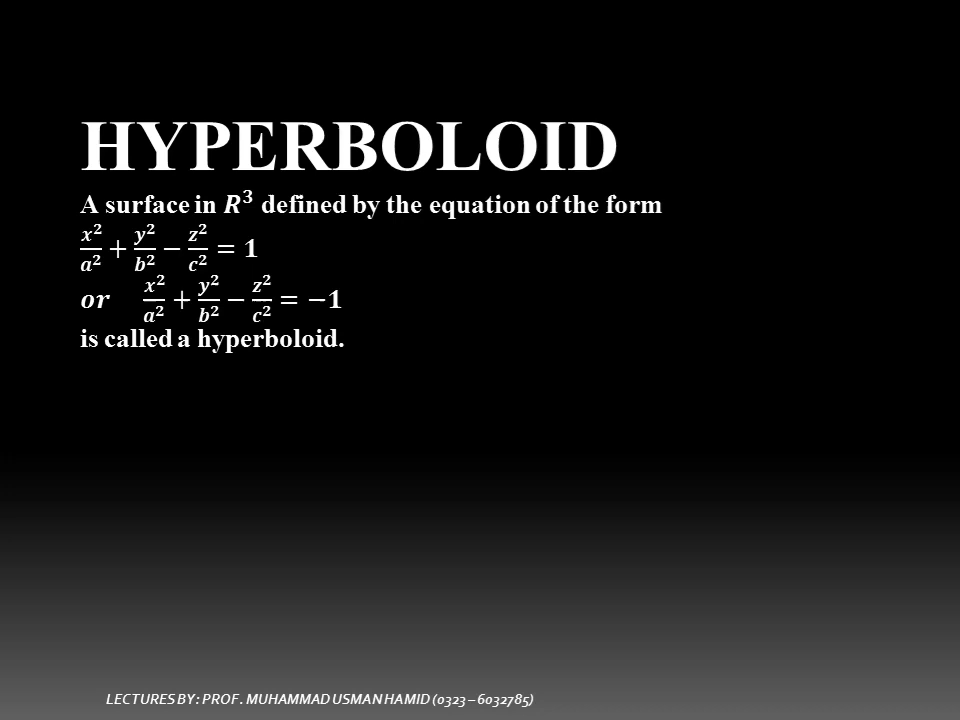 HYPERBOLOID
A surface in 𝑹³ defined by the equation of the form
𝒙²/𝒂² + 𝒚²/𝒃² − 𝒛²/𝒄² = 𝟏
𝒐𝒓 𝒙²/𝒂² + 𝒚²/𝒃² − 𝒛²/𝒄² = −𝟏
is called a hyperboloid.
LECTURES BY: PROF. MUHAMMAD USMAN HAMID (0323 – 6032785)